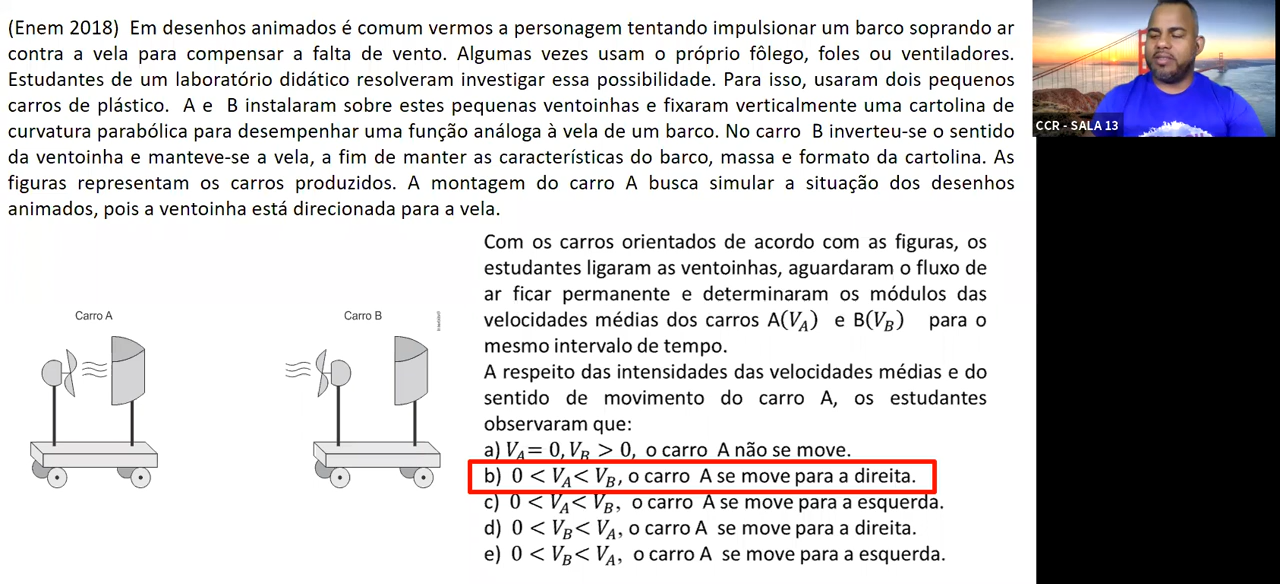 (Enem 2018) Em desenhos animados é comum vermos a personagem tentando impulsionar um barco soprando ar
contra a vela para compensar a falta de vento. Algumas vezes usam o próprio fôlego, foles ou ventiladores.
Estudantes de um laboratório didático resolveram investigar essa possibilidade. Para isso, usaram dois pequenos
carros de plástico. A e B instalaram sobre estes pequenas ventoinhas e fixaram verticalmente uma cartolina de
curvatura parabólica para desempenhar uma função análoga à vela de um barco. No carro B inverteu-se o sentido
da ventoinha e manteve-se a vela, a fim de manter as características do barco, massa e formato da cartolina. As
figuras representam os carros produzidos. A montagem do carro A busca simular a situação dos desenhos
animados, pois a ventoinha está direcionada para a vela.
CCR - SALA 13
Carro A
Carro B
Com os carros orientados de acordo com as figuras, os
estudantes ligaram as ventoinhas, aguardaram o fluxo de
ar ficar permanente e determinaram os módulos das
velocidades médias dos carros A(V_A) e B(V_B) para o
mesmo intervalo de tempo.
A respeito das intensidades das velocidades médias e do
sentido de movimento do carro A, os estudantes
observaram que:
a) V_A = 0, V_B > 0, o carro A não se move.
b) 0 < V_A < V_B, o carro A se move para a direita.
c) 0 < V_A < V_B, o carro A se move para a esquerda.
d) 0 < V_B < V_A, o carro A se move para a direita.
e) 0 < V_B < V_A, o carro A se move para a esquerda.